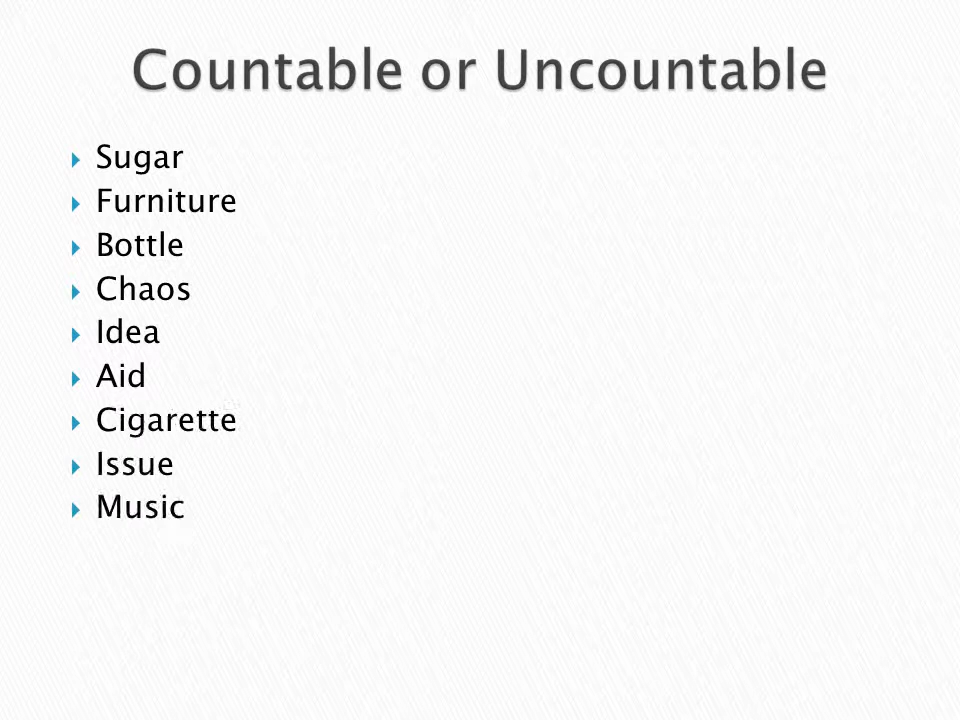 Countable or Uncountable
Sugar
Furniture
Bottle
Chaos
Idea
Aid
Cigarette
Issue
Music